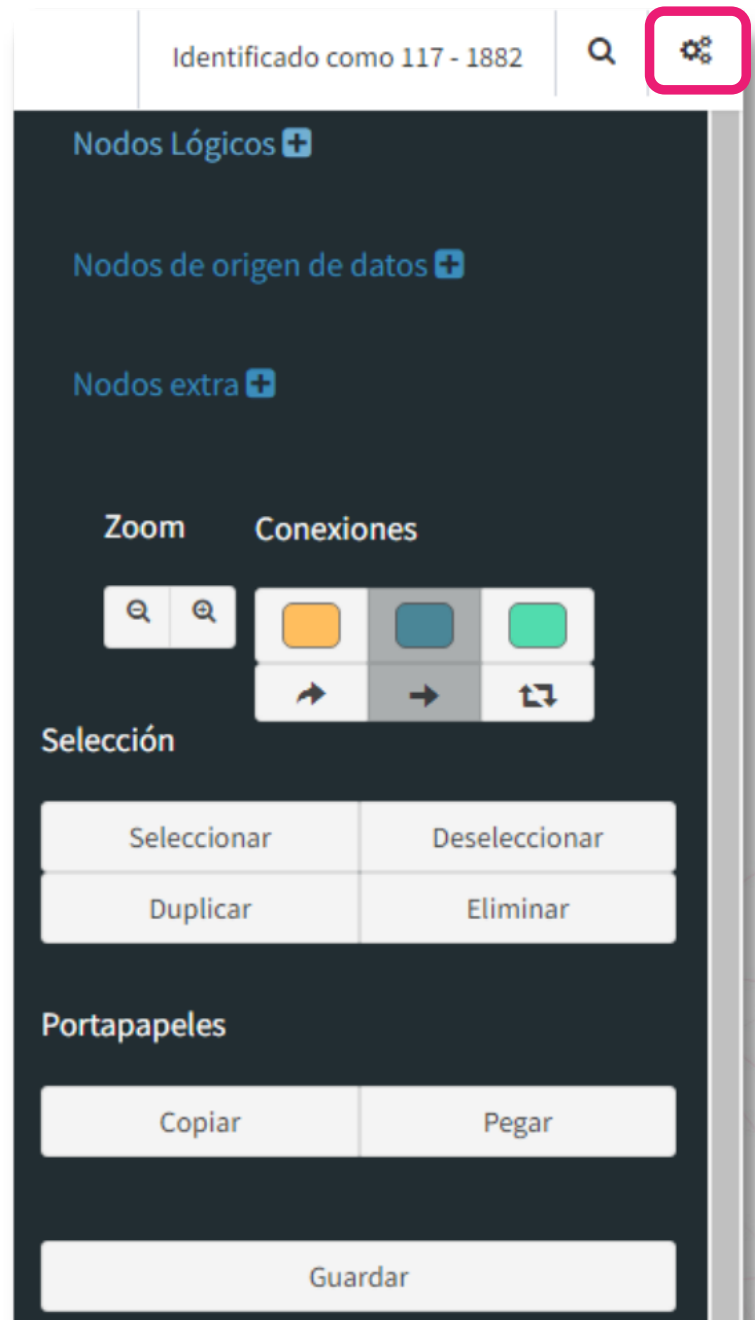 Identificado como 117 - 1882
Nodos Lógicos
Nodos de origen de datos
Nodos extra
Zoom Conexiones
Selección
Seleccionar Deseleccionar
Duplicar Eliminar
Portapapeles
Copiar Pegar
Guardar